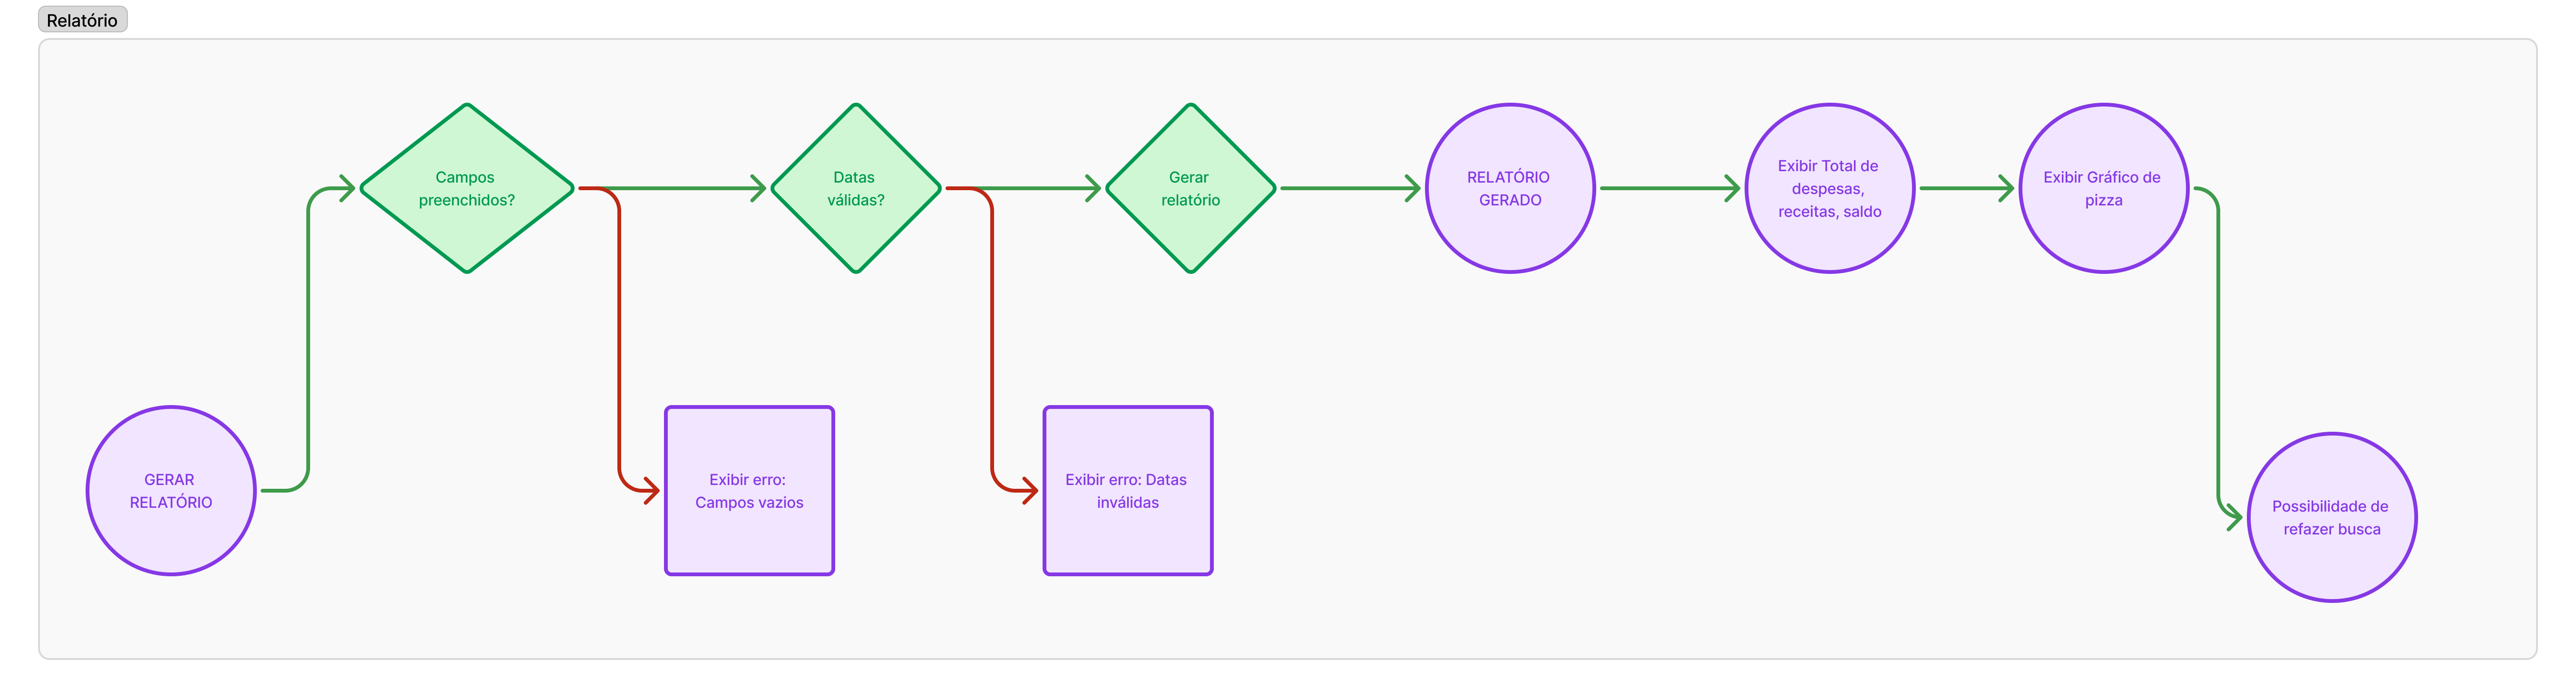 Relatório
Campos
preenchidos?
Datas
válidas?
Gerar
relatório
RELATÓRIO
GERADO
Exibir Total de
despesas,
receitas, saldo
Exibir Gráfico de
pizza
GERAR
RELATÓRIO
Exibir erro:
Campos vazios
Exibir erro: Datas
inválidas
Possibilidade de
refazer busca